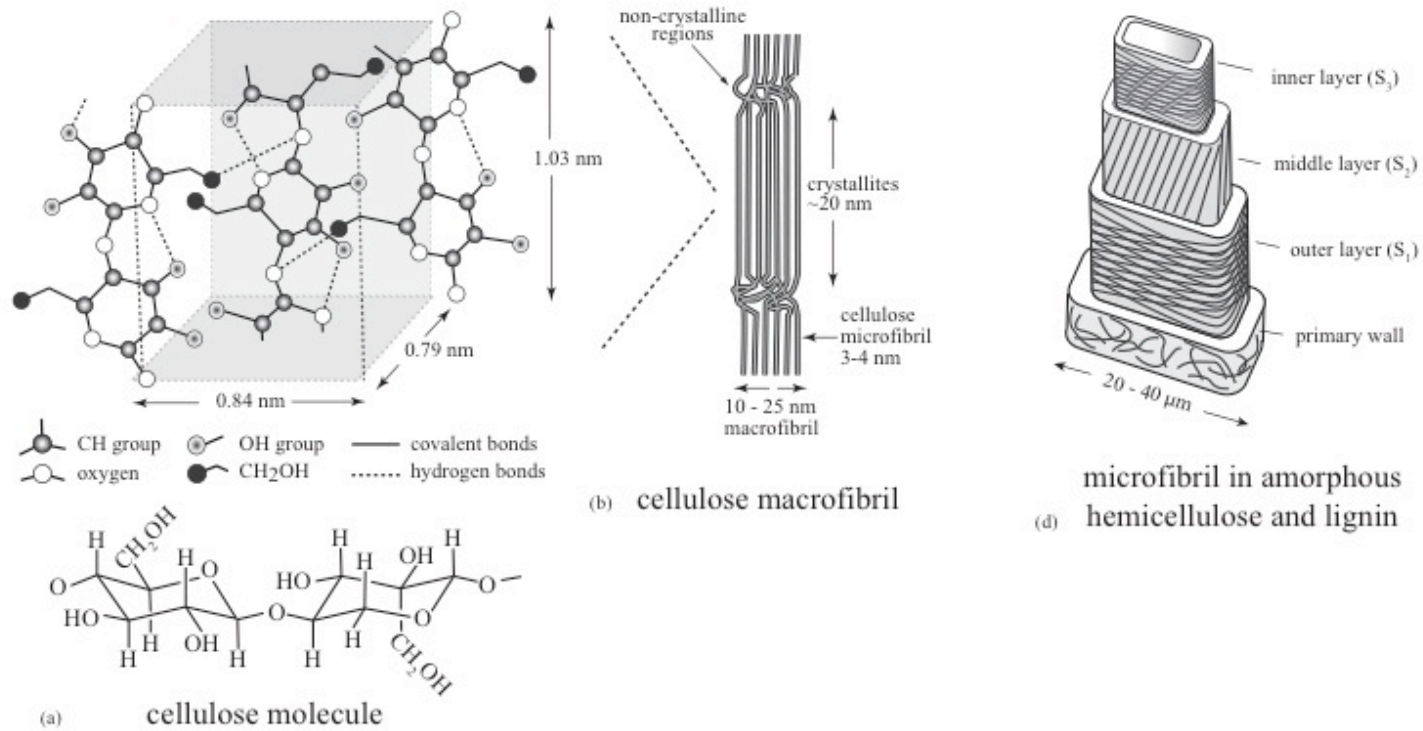 1.03 nm
0.79 nm
0.84 nm
CH group
OH group
covalent bonds
oxygen
CH2OH
hydrogen bonds
H
CH2OH
H
O
O
HO
H
H
OH
H
O
H
H
OH
H
HO
O
O
H
H
CH2OH
(a) cellulose molecule
non-crystalline
regions
crystallites
~20 nm
cellulose
microfibril
3-4 nm
10 - 25 nm
macrofibril
(b) cellulose macrofibril
inner layer (S3)
middle layer (S2)
outer layer (S1)
primary wall
20 - 40 μm
microfibril in amorphous
(d) hemicellulose and lignin